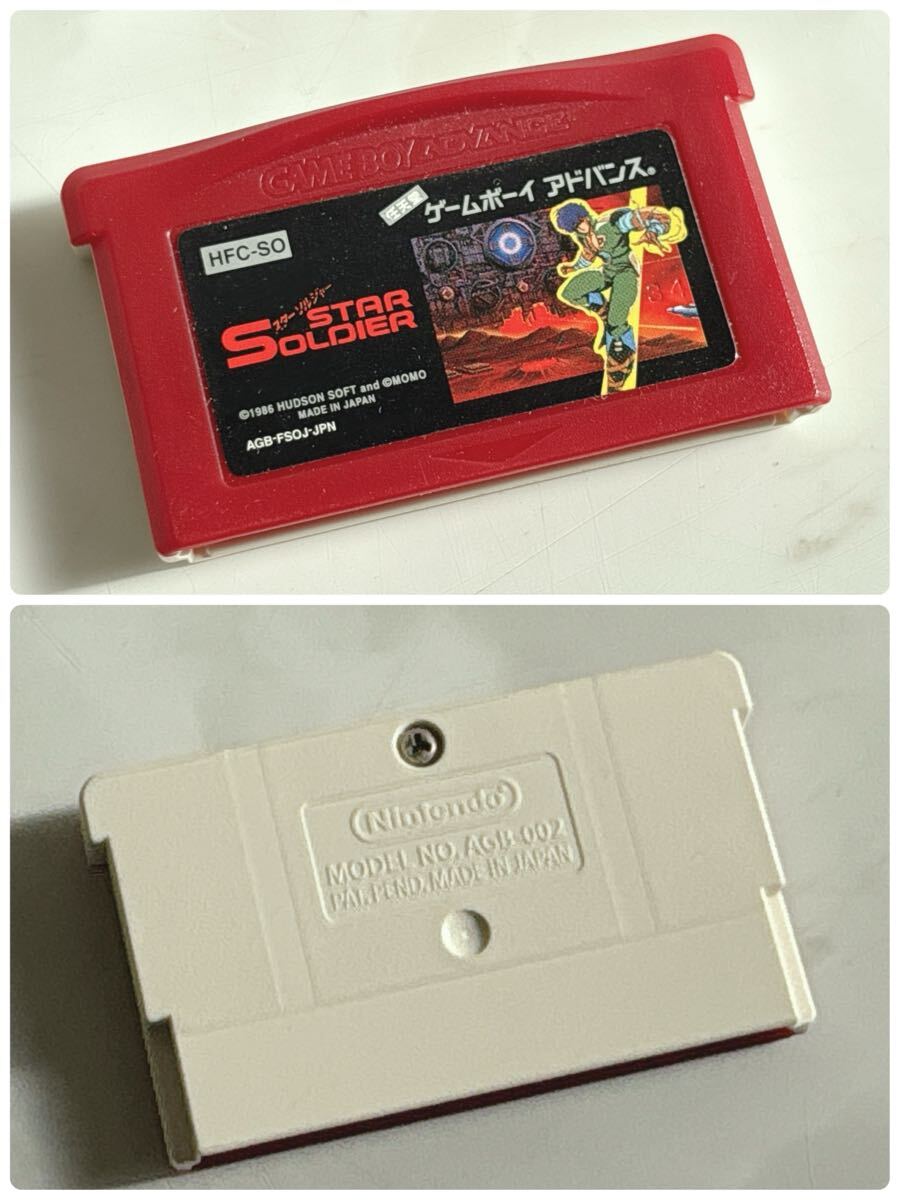 GAME BOY ADVANCE
任天堂 ゲームボーイ アドバンス®
HFC-SO
スターソルジャー
STAR
SOLDIER
©1986 HUDSON SOFT and ©MOMO
MADE IN JAPAN
AGB-FSOJ-JPN
Nintendo®
MODEL NO. AGB-002
PAT. PEND. MADE IN JAPAN